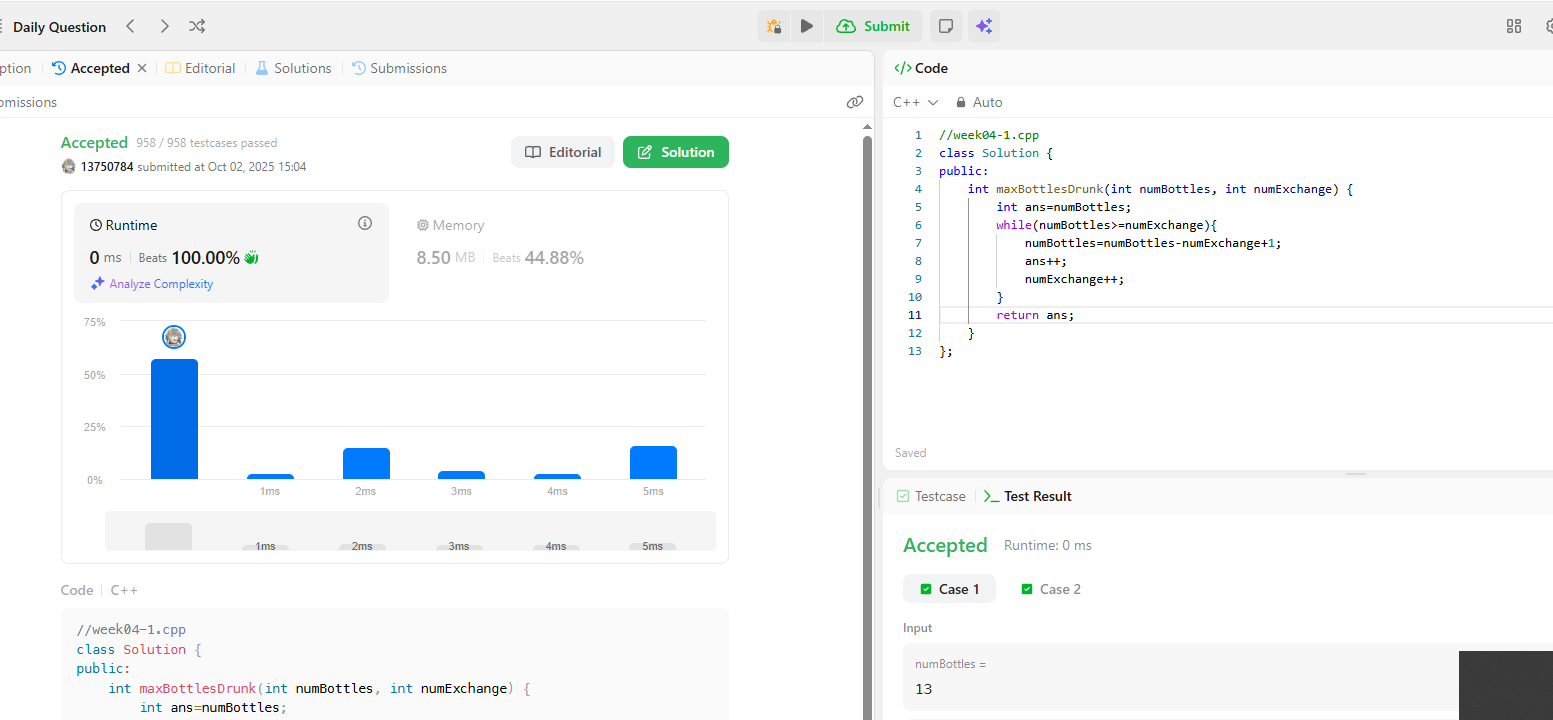 Daily Question
Submit
ption
Accepted
Editorial
Solutions
Submissions
bmissions
Accepted 958 / 958 testcases passed
13750784 submitted at Oct 02, 2025 15:04
Editorial
Solution
Runtime
0 ms Beats 100.00%
Analyze Complexity
Memory
8.50 MB Beats 44.88%
75%
50%
25%
0%
1ms 2ms 3ms 4ms 5ms
1ms 2ms 3ms 4ms 5ms
Code C++
//week04-1.cpp
class Solution {
public:
    int maxBottlesDrunk(int numBottles, int numExchange) {
        int ans=numBottles;
</> Code
C++ Auto
1 //week04-1.cpp
2 class Solution {
3 public:
4     int maxBottlesDrunk(int numBottles, int numExchange) {
5         int ans=numBottles;
6         while(numBottles>=numExchange){
7             numBottles=numBottles-numExchange+1;
8             ans++;
9             numExchange++;
10         }
11         return ans;
12     }
13 };
Saved
Testcase
>_ Test Result
Accepted Runtime: 0 ms
Case 1 Case 2
Input
numBottles =
13